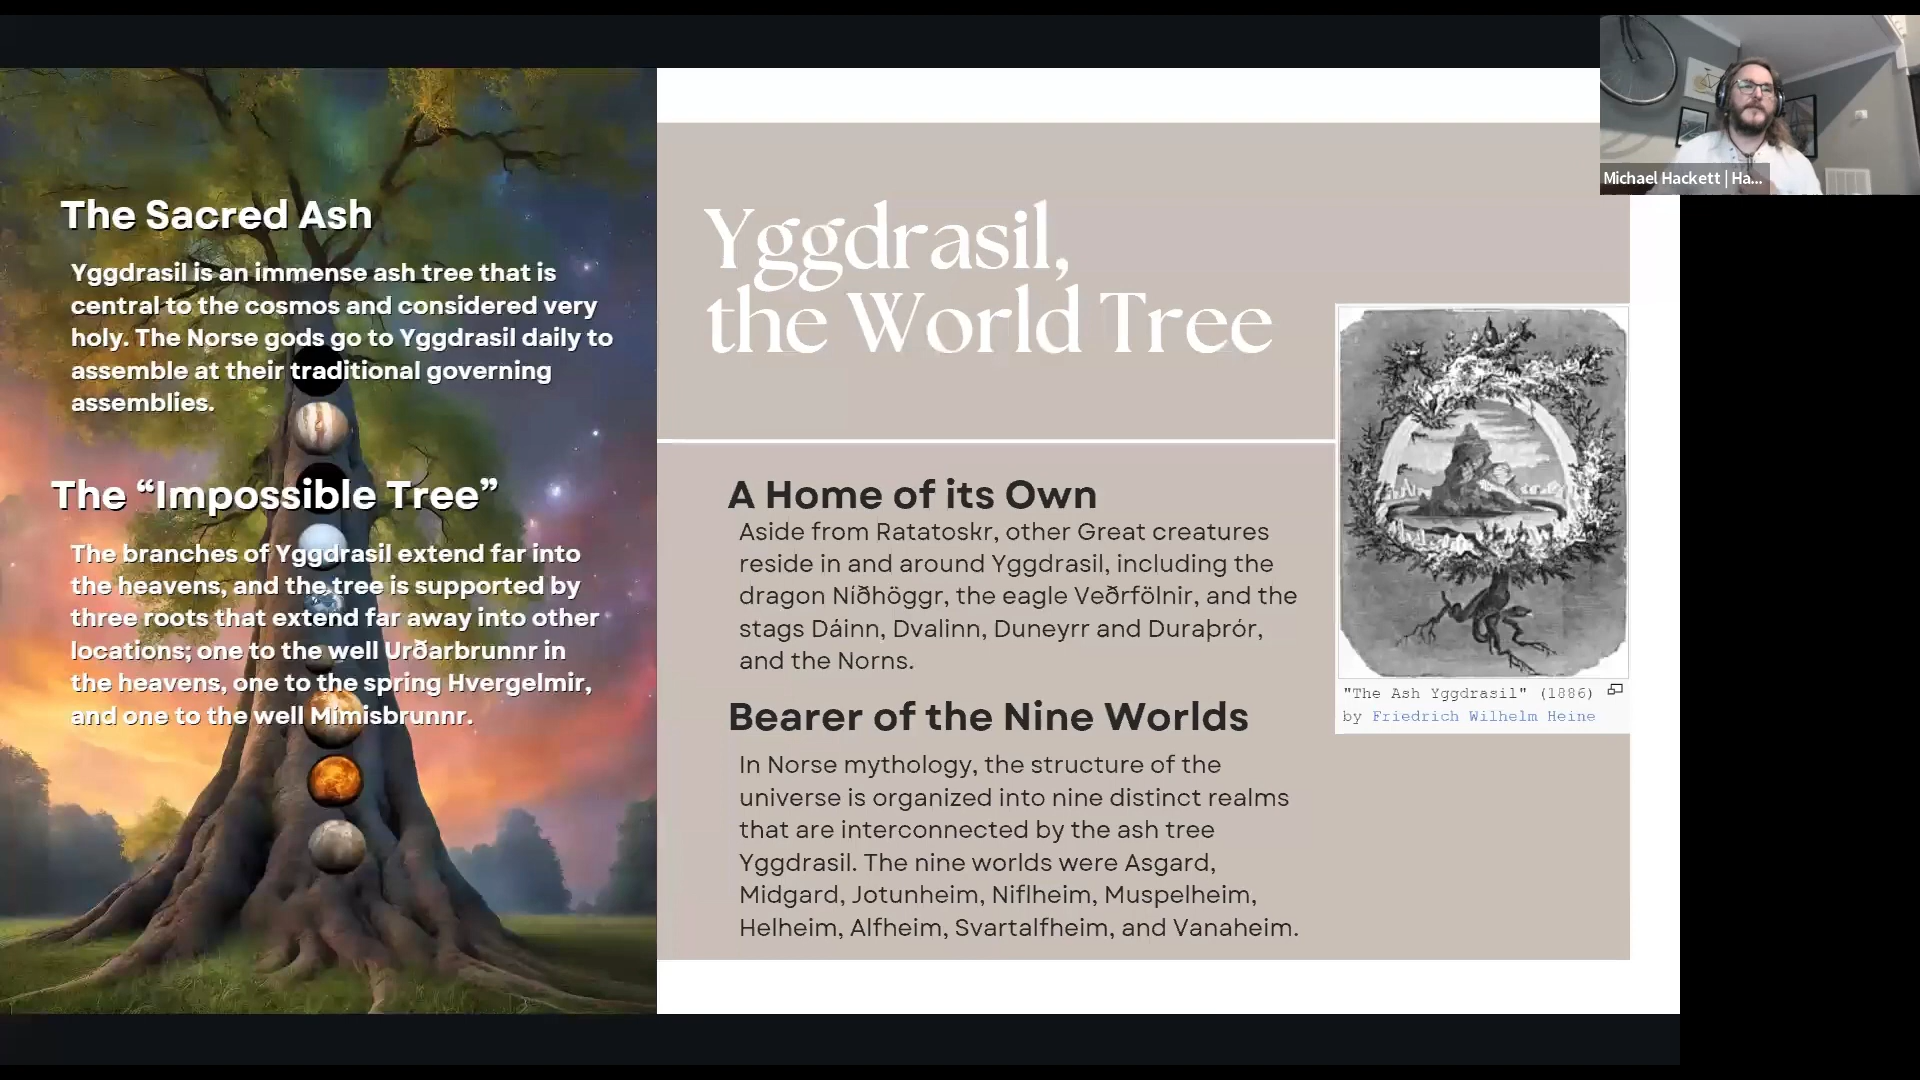 The Sacred Ash
Yggdrasil is an immense ash tree that is
central to the cosmos and considered very
holy. The Norse gods go to Yggdrasil daily to
assemble at their traditional governing
assemblies.
The “Impossible Tree”
The branches of Yggdrasil extend far into
the heavens, and the tree is supported by
three roots that extend far away into other
locations; one to the well Urðarbrunnr in
the heavens, one to the spring Hvergelmir,
and one to the well Mímisbrunnr.
Yggdrasil,
the World Tree
A Home of its Own
Aside from Ratatoskr, other Great creatures
reside in and around Yggdrasil, including the
dragon Níðhöggr, the eagle Veðrfölnir, and the
stags Dáinn, Dvalinn, Duneyrr and Duraþrór,
and the Norns.
Bearer of the Nine Worlds
In Norse mythology, the structure of the
universe is organized into nine distinct realms
that are interconnected by the ash tree
Yggdrasil. The nine worlds were Asgard,
Midgard, Jotunheim, Niflheim, Muspelheim,
Helheim, Alfheim, Svartalfheim, and Vanaheim.
"The Ash Yggdrasil" (1886)
by Friedrich Wilhelm Heine
Michael Hackett | Ha...